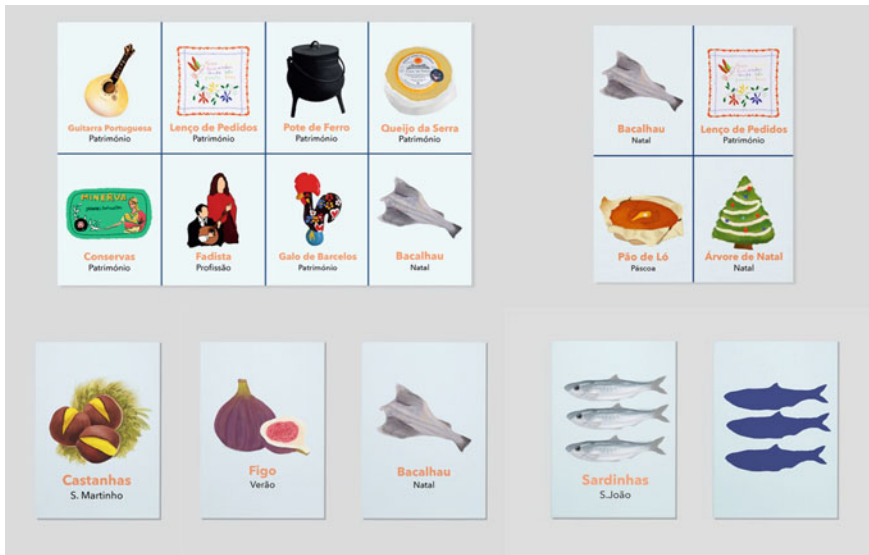 Guitarra Portuguesa
Património
Lenço de Pedidos
Património
Pote de Ferro
Património
Queijo da Serra
Património
MINERVA
Conservas
Património
Fadista
Profissão
Galo de Barcelos
Património
Bacalhau
Natal
Bacalhau
Natal
Lenço de Pedidos
Património
Pão de Ló
Páscoa
Árvore de Natal
Natal
Castanhas
S. Martinho
Figo
Verão
Bacalhau
Natal
Sardinhas
S.João